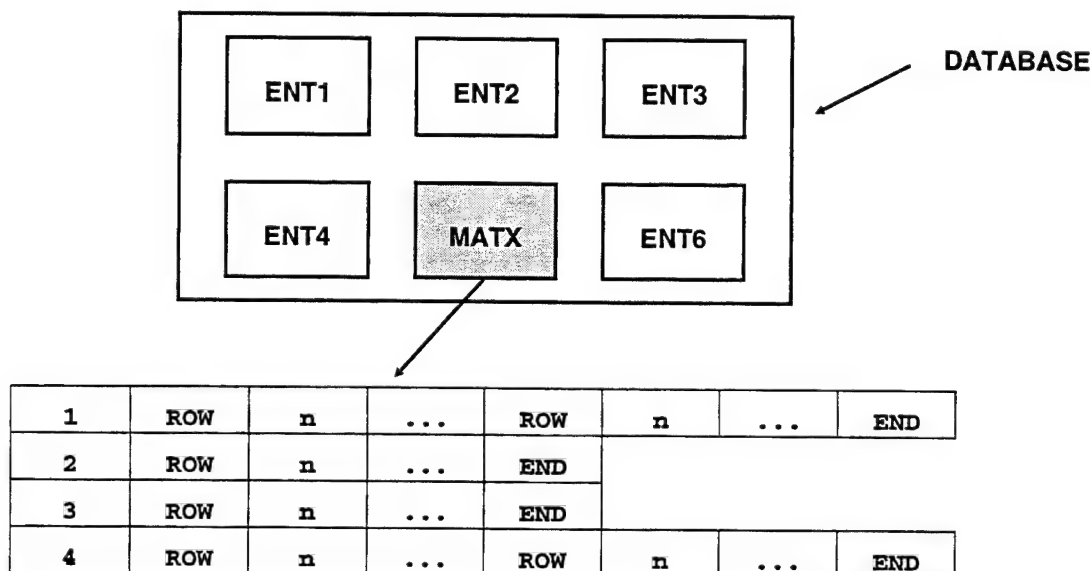 DATABASE
ENT1 ENT2 ENT3
ENT4 MATX ENT6
1 ROW n ... ROW n ... END
2 ROW n ... END
3 ROW n ... END
4 ROW n ... ROW n ... END